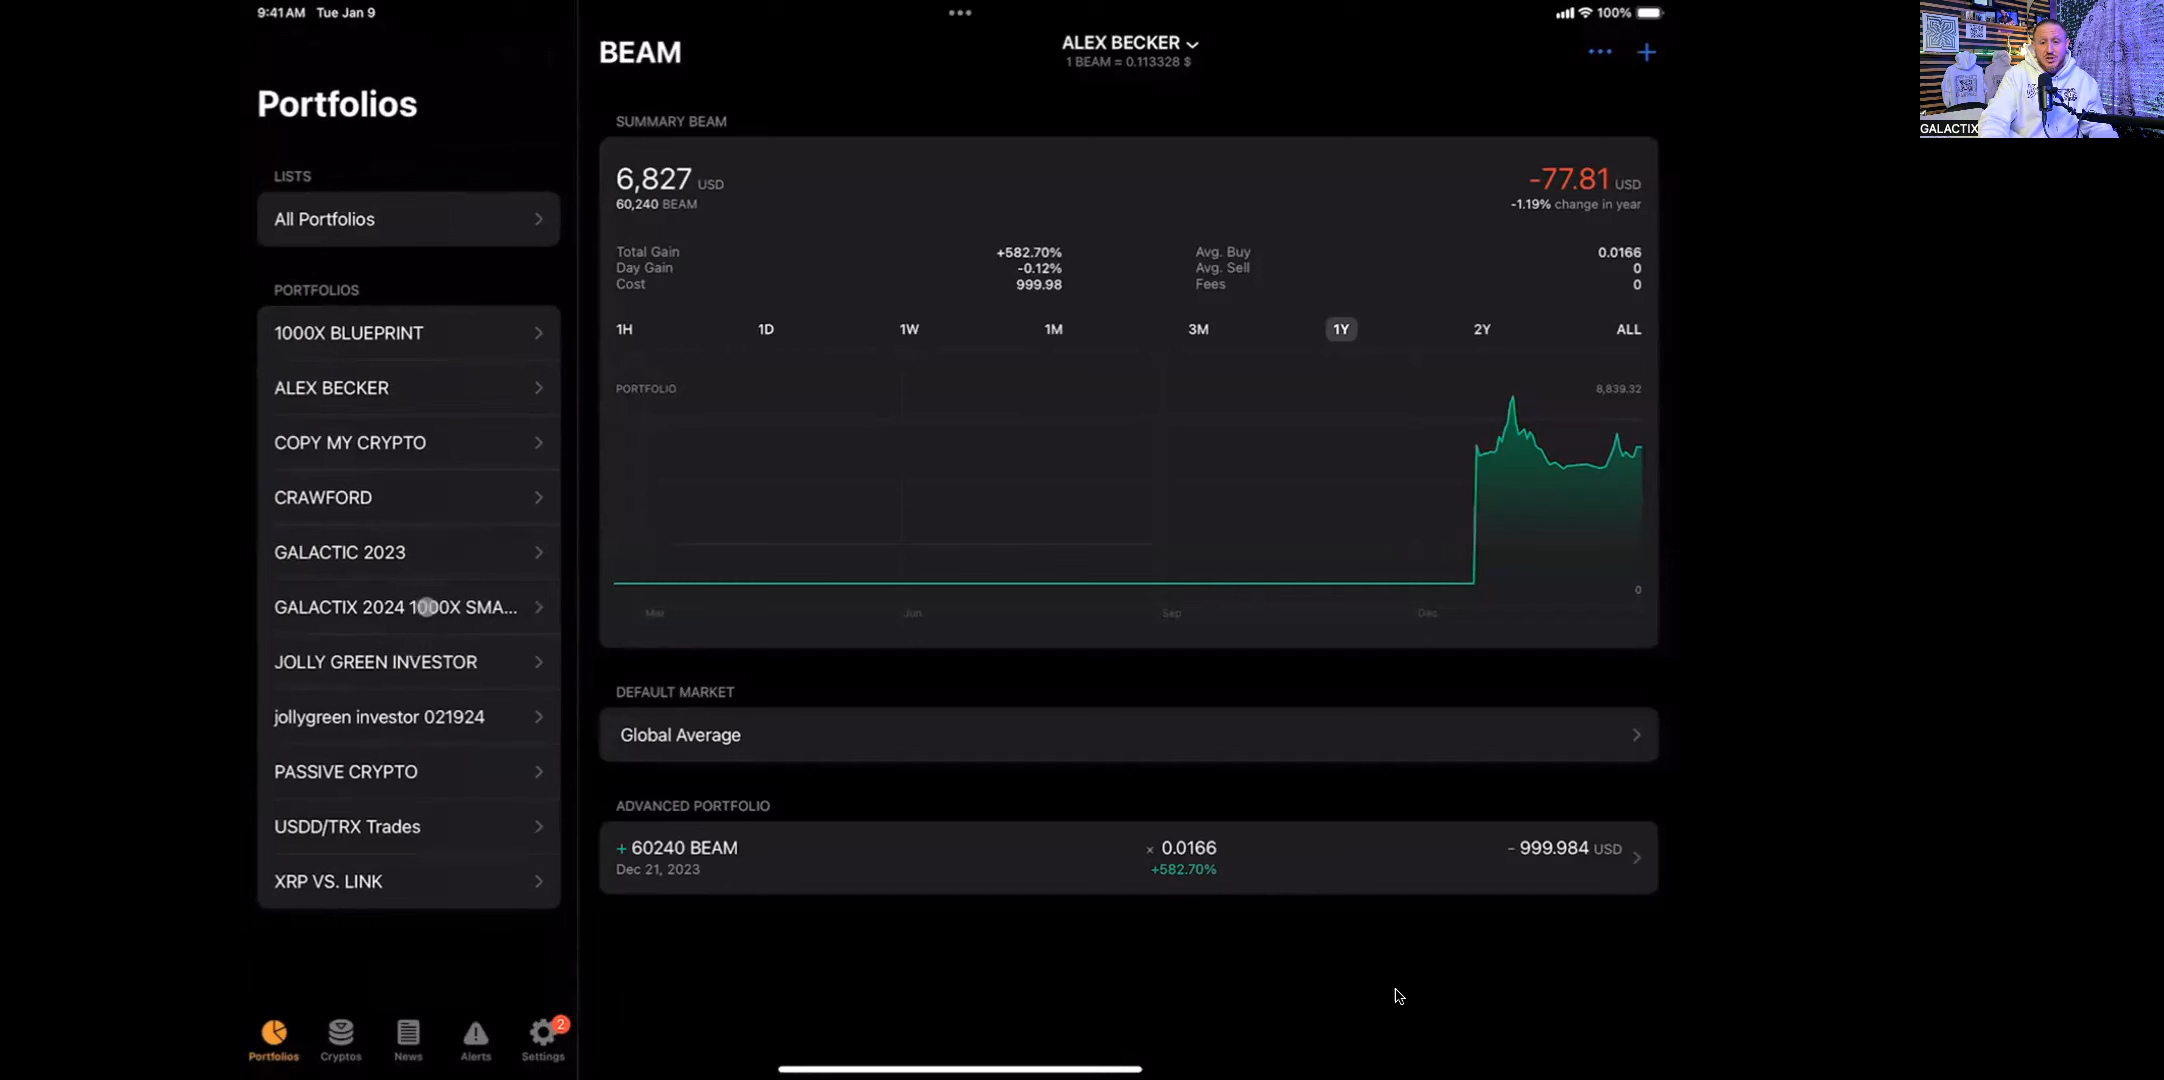 9:41 AM Tue Jan 9
100%
Portfolios
LISTS
All Portfolios
PORTFOLIOS
1000X BLUEPRINT
ALEX BECKER
COPY MY CRYPTO
CRAWFORD
GALACTIC 2023
GALACTIX 2024 1000X SMA...
JOLLY GREEN INVESTOR
jollygreen investor 021924
PASSIVE CRYPTO
USDD/TRX Trades
XRP VS. LINK
Portfolios
Cryptos
News
Alerts
Settings
2
BEAM
ALEX BECKER
1 BEAM = 0.113328 $
SUMMARY BEAM
6,827 USD
60,240 BEAM
-77.81 USD
-1.19% change in year
Total Gain +582.70%
Day Gain -0.12%
Cost 999.98
Avg. Buy 0.0166
Avg. Sell 0
Fees 0
1H 1D 1W 1M 3M 1Y 2Y ALL
PORTFOLIO
8,839.32
0
Mar Jun Sep Dec
DEFAULT MARKET
Global Average
ADVANCED PORTFOLIO
+ 60240 BEAM × 0.0166 - 999.984 USD
Dec 21, 2023 +582.70%
GALACTIX